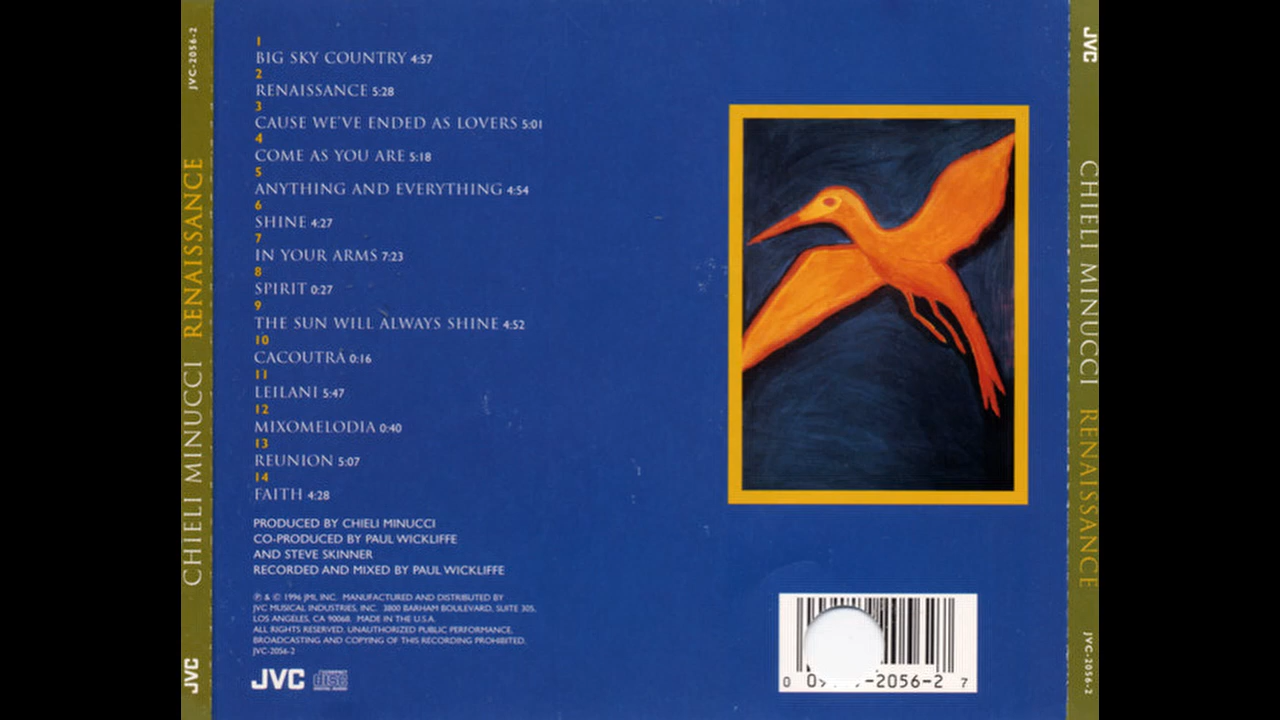 JVC-2056-2
CHIELI MINUCCI RENAISSANCE
JVC
1
BIG SKY COUNTRY 4:57
2
RENAISSANCE 5:28
3
CAUSE WE'VE ENDED AS LOVERS 5:01
4
COME AS YOU ARE 5:18
5
ANYTHING AND EVERYTHING 4:54
6
SHINE 4:27
7
IN YOUR ARMS 7:23
8
SPIRIT 0:27
9
THE SUN WILL ALWAYS SHINE 4:52
10
CACOUTRÁ 0:16
11
LEILANI 5:47
12
MIXOMELODIA 0:40
13
REUNION 5:07
14
FAITH 4:28
PRODUCED BY CHIELI MINUCCI
CO-PRODUCED BY PAUL WICKLIFFE
AND STEVE SKINNER
RECORDED AND MIXED BY PAUL WICKLIFFE
℗ & © 1996 JMI, INC. MANUFACTURED AND DISTRIBUTED BY
JVC MUSICAL INDUSTRIES, INC. 3800 BARHAM BOULEVARD, SUITE 305,
LOS ANGELES, CA 90068. MADE IN THE U.S.A.
ALL RIGHTS RESERVED. UNAUTHORIZED PUBLIC PERFORMANCE,
BROADCASTING AND COPYING OF THIS RECORDING PROHIBITED.
JVC-2056-2
JVC COMPACT disc DIGITAL AUDIO
0 -2056-2 7
JVC
CHIELI MINUCCI RENAISSANCE
JVC-2056-2